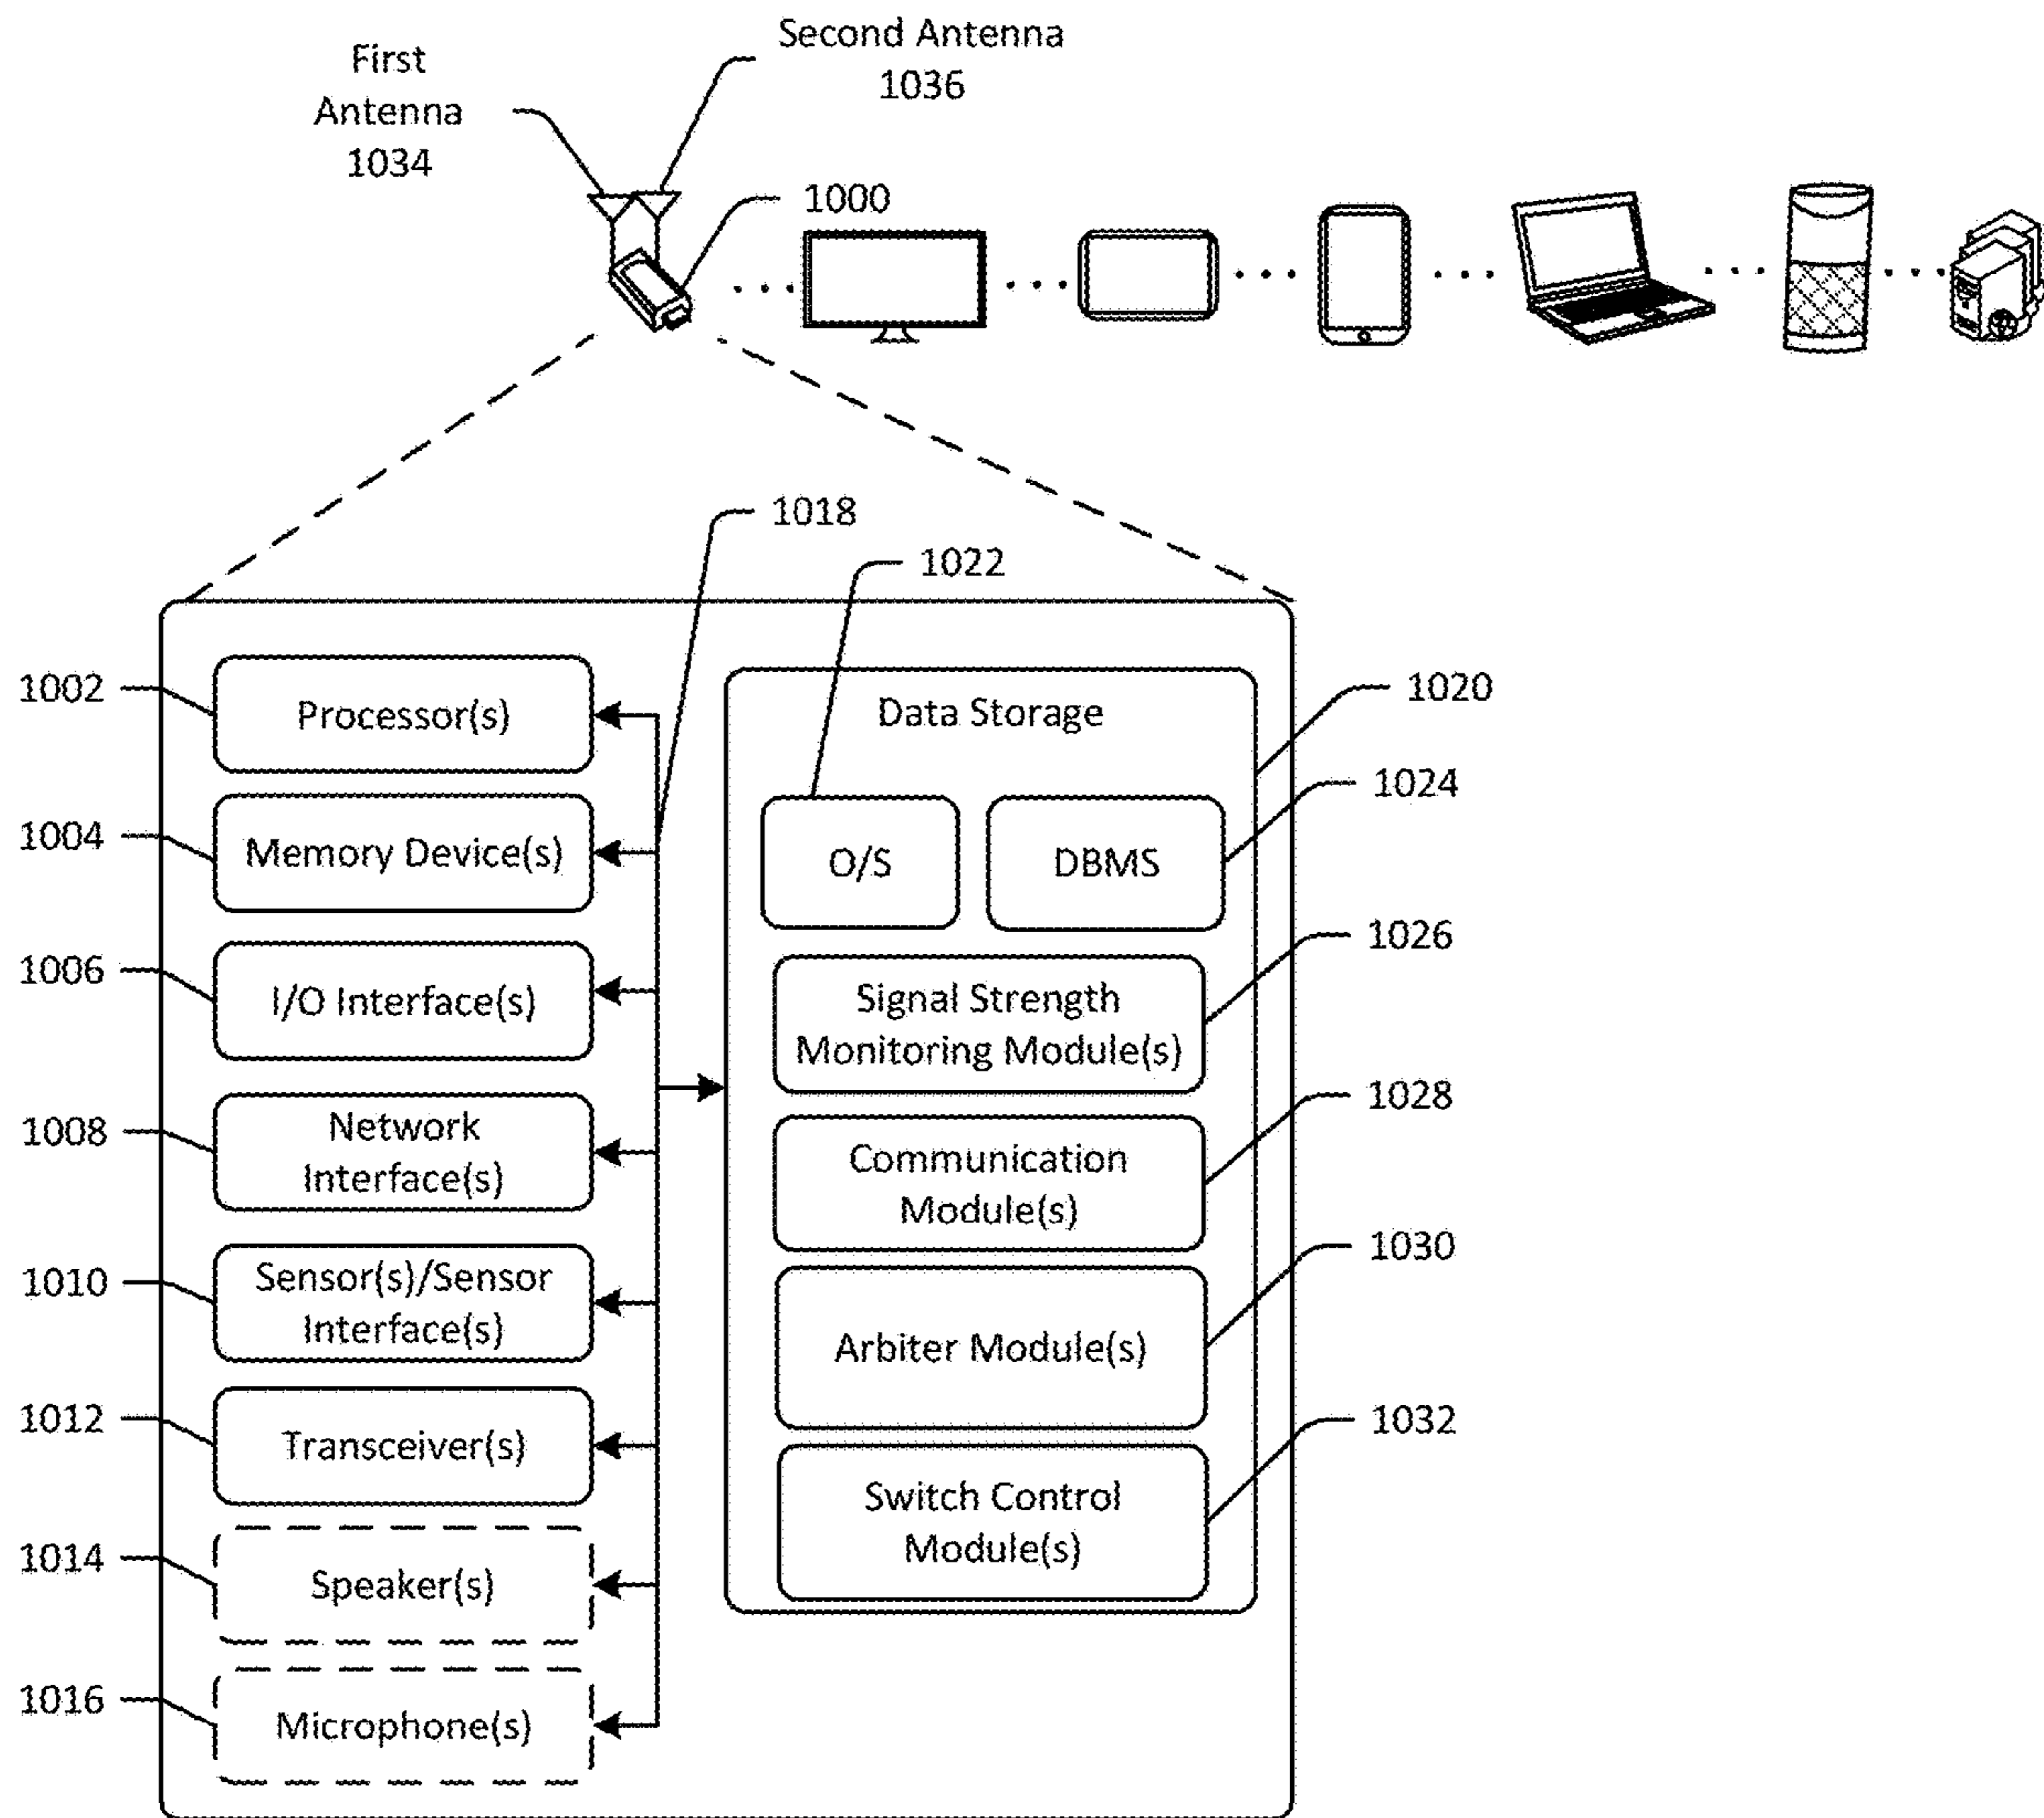 First
Antenna
1034
Second Antenna
1036
1000
1018
1022
1002
Processor(s)
1004
Memory Device(s)
1006
I/O Interface(s)
1008
Network
Interface(s)
1010
Sensor(s)/Sensor
Interface(s)
1012
Transceiver(s)
1014
Speaker(s)
1016
Microphone(s)
Data Storage
1020
O/S
DBMS
1024
Signal Strength
Monitoring Module(s)
1026
Communication
Module(s)
1028
Arbiter Module(s)
1030
Switch Control
Module(s)
1032